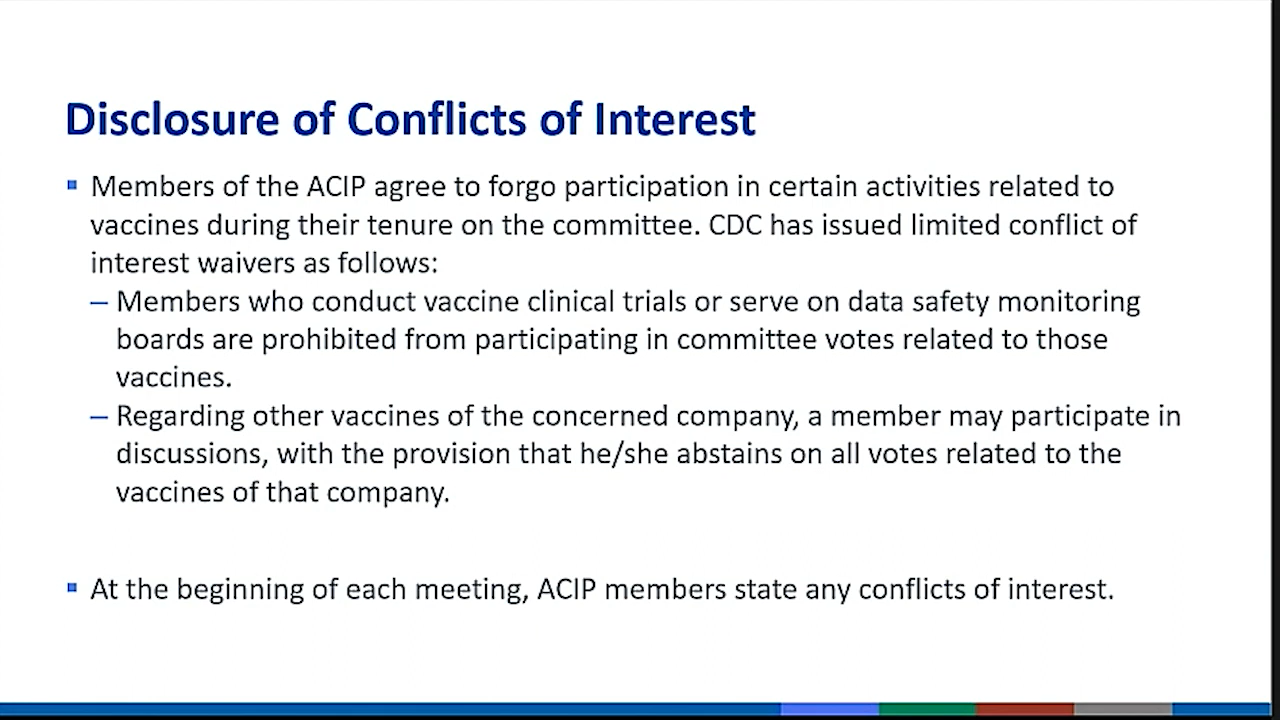 Disclosure of Conflicts of Interest
Members of the ACIP agree to forgo participation in certain activities related to
vaccines during their tenure on the committee. CDC has issued limited conflict of
interest waivers as follows:
– Members who conduct vaccine clinical trials or serve on data safety monitoring
boards are prohibited from participating in committee votes related to those
vaccines.
– Regarding other vaccines of the concerned company, a member may participate in
discussions, with the provision that he/she abstains on all votes related to the
vaccines of that company.
At the beginning of each meeting, ACIP members state any conflicts of interest.